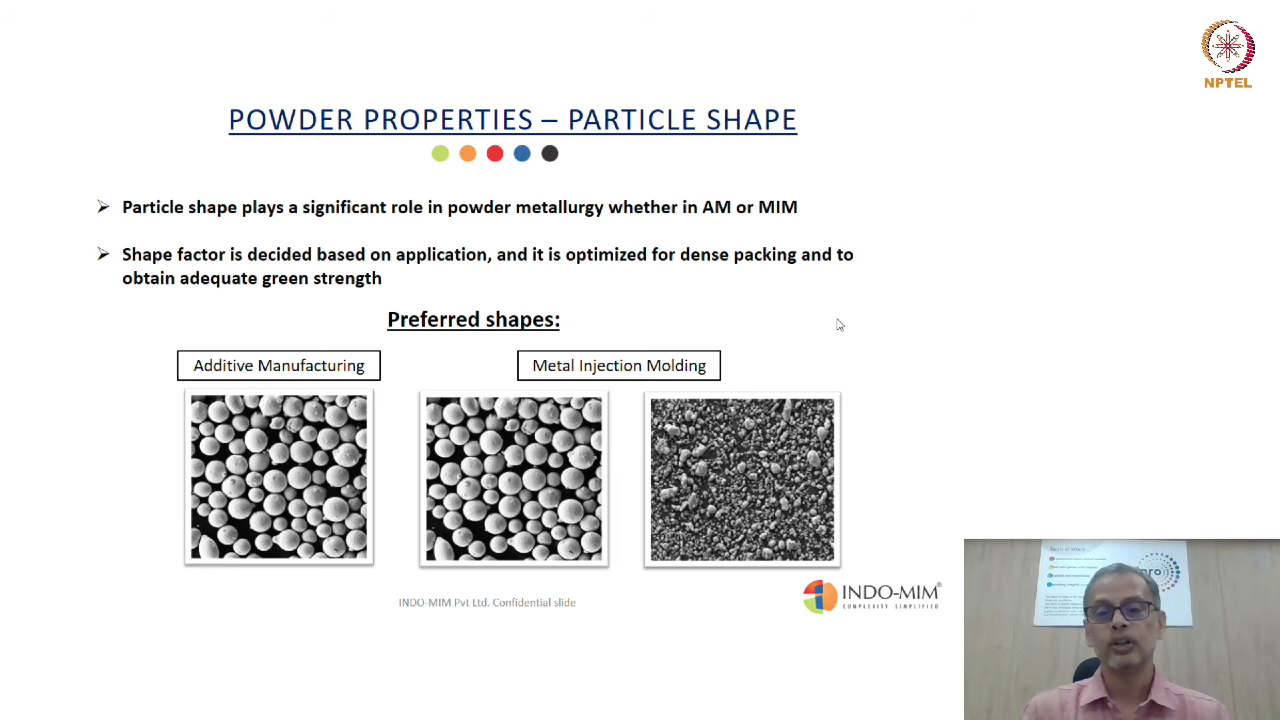 NPTEL
POWDER PROPERTIES – PARTICLE SHAPE
Particle shape plays a significant role in powder metallurgy whether in AM or MIM
Shape factor is decided based on application, and it is optimized for dense packing and to
obtain adequate green strength
Preferred shapes:
Additive Manufacturing
Metal Injection Molding
INDO-MIM Pvt Ltd. Confidential slide
INDO-MIM®
COMPLEXITY SIMPLIFIED